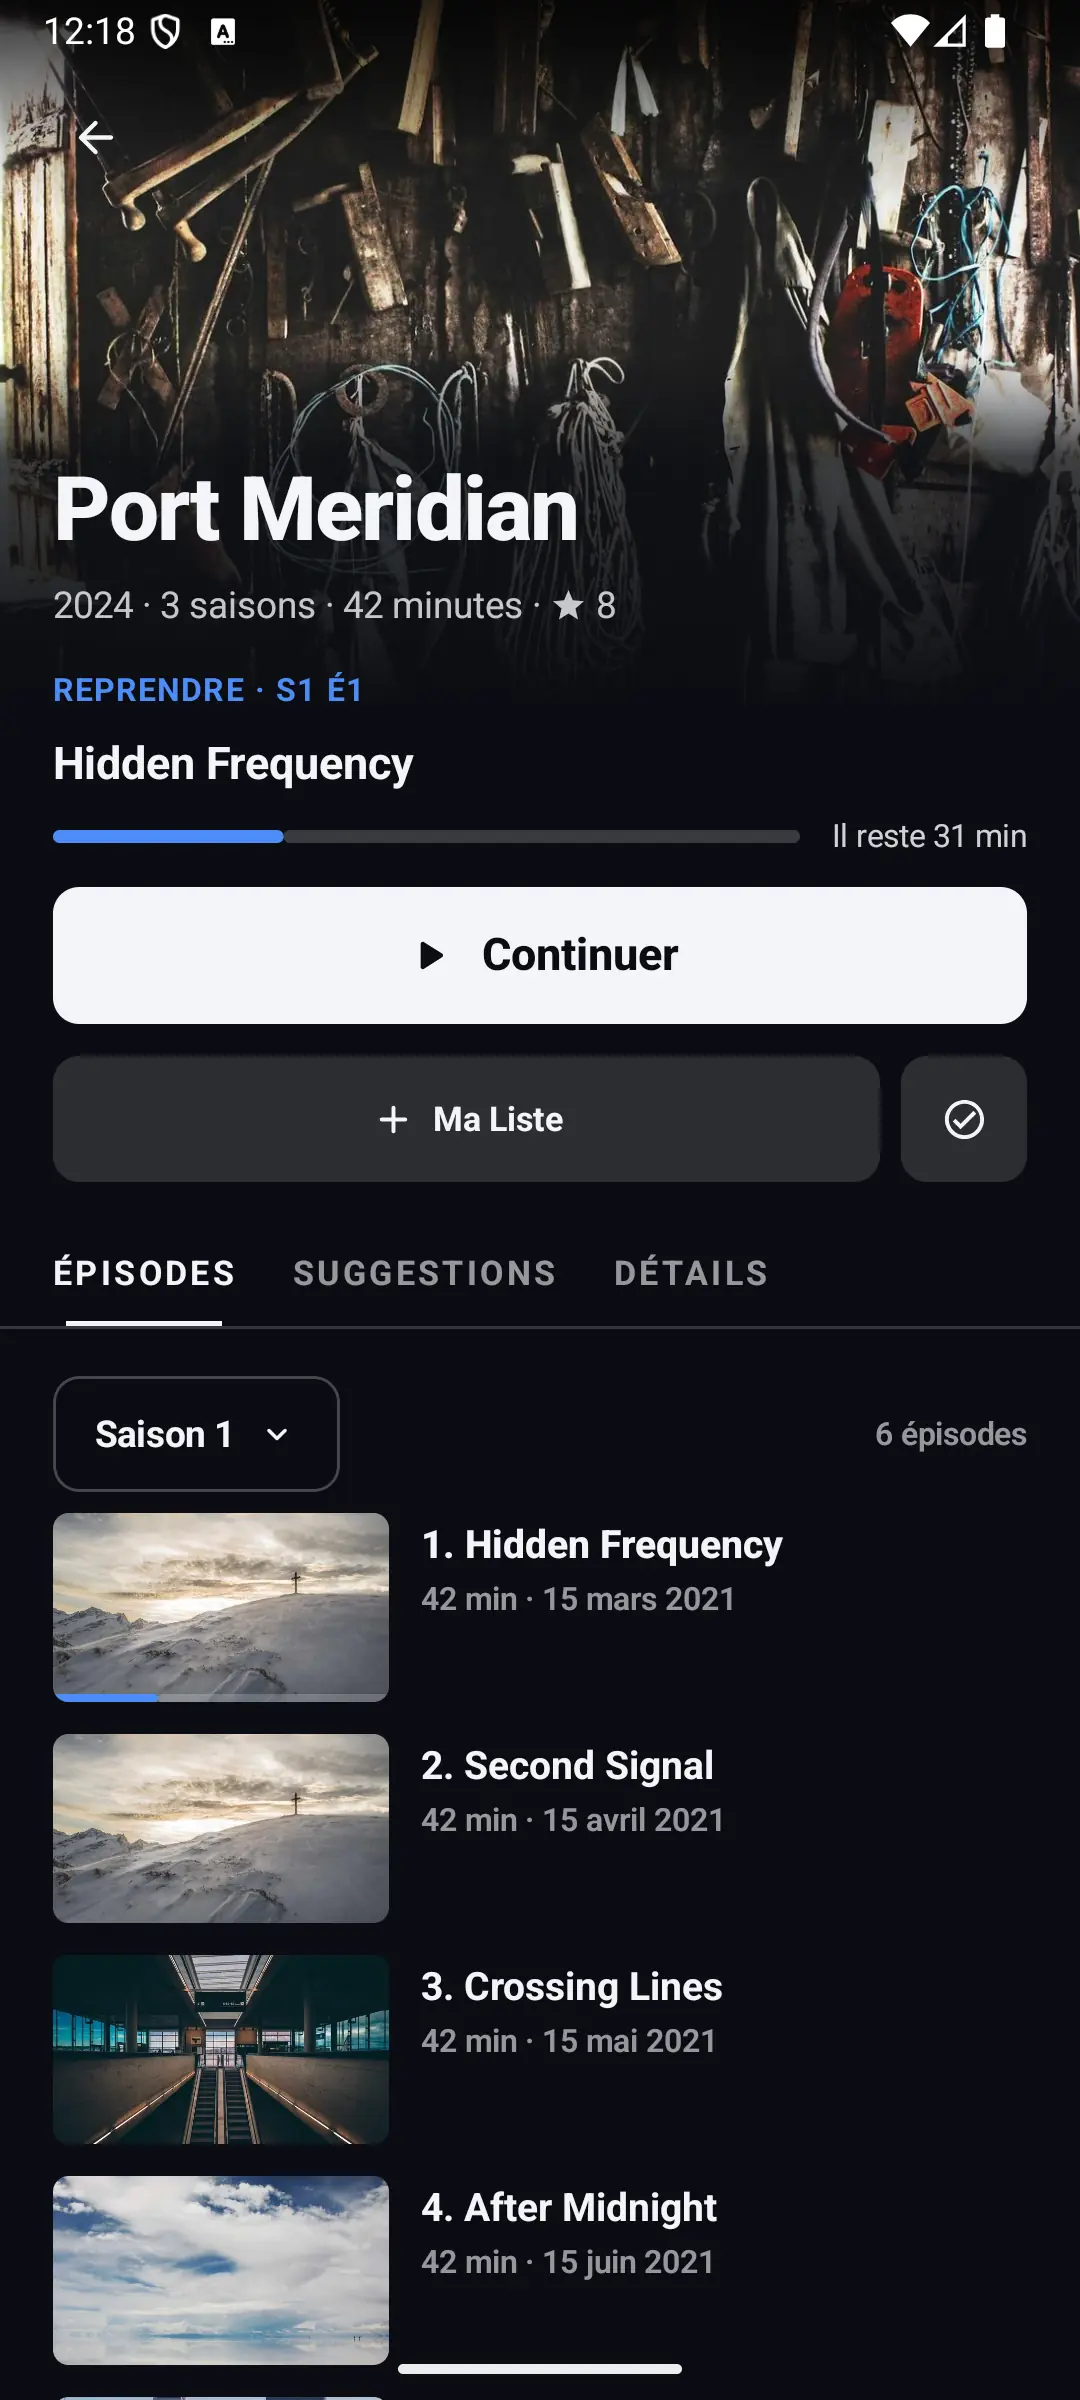 12:18
Port Meridian
2024 · 3 saisons · 42 minutes · ★ 8
REPRENDRE · S1 É1
Hidden Frequency
Il reste 31 min
Continuer
Ma Liste
ÉPISODES SUGGESTIONS DÉTAILS
Saison 1
6 épisodes
1. Hidden Frequency
42 min · 15 mars 2021
2. Second Signal
42 min · 15 avril 2021
3. Crossing Lines
42 min · 15 mai 2021
4. After Midnight
42 min · 15 juin 2021